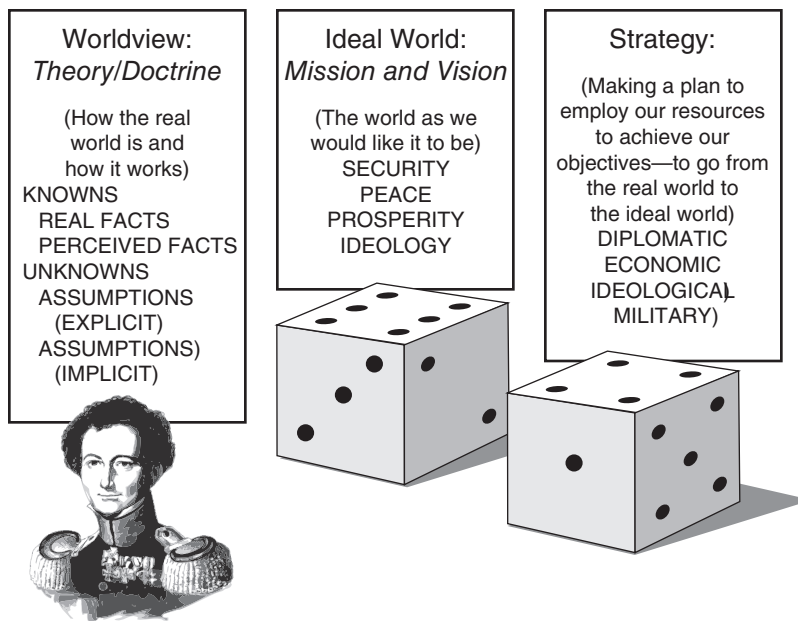 Worldview:
Theory/Doctrine
(How the real
world is and
how it works)
KNOWNS
REAL FACTS
PERCEIVED FACTS
UNKNOWNS
ASSUMPTIONS
(EXPLICIT)
ASSUMPTIONS)
(IMPLICIT)
Ideal World:
Mission and Vision
(The world as we
would like it to be)
SECURITY
PEACE
PROSPERITY
IDEOLOGY
Strategy:
(Making a plan to
employ our resources
to achieve our
objectives—to go from
the real world to
the ideal world)
DIPLOMATIC
ECONOMIC
IDEOLOGICAL)
MILITARY)